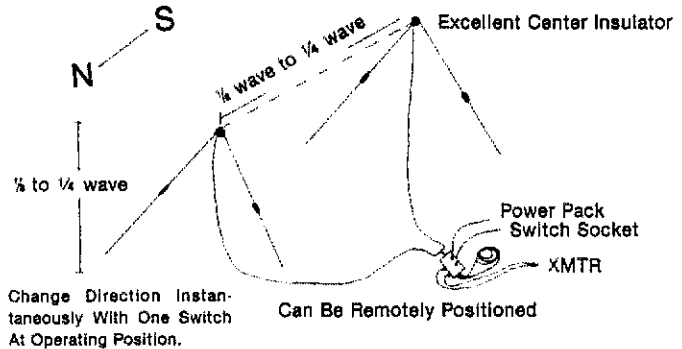 S
N
Excellent Center Insulator
⅛ wave to ¼ wave
⅛ to ¼ wave
Power Pack
Switch Socket
XMTR
Change Direction Instan-
taneously With One Switch
At Operating Position.
Can Be Remotely Positioned